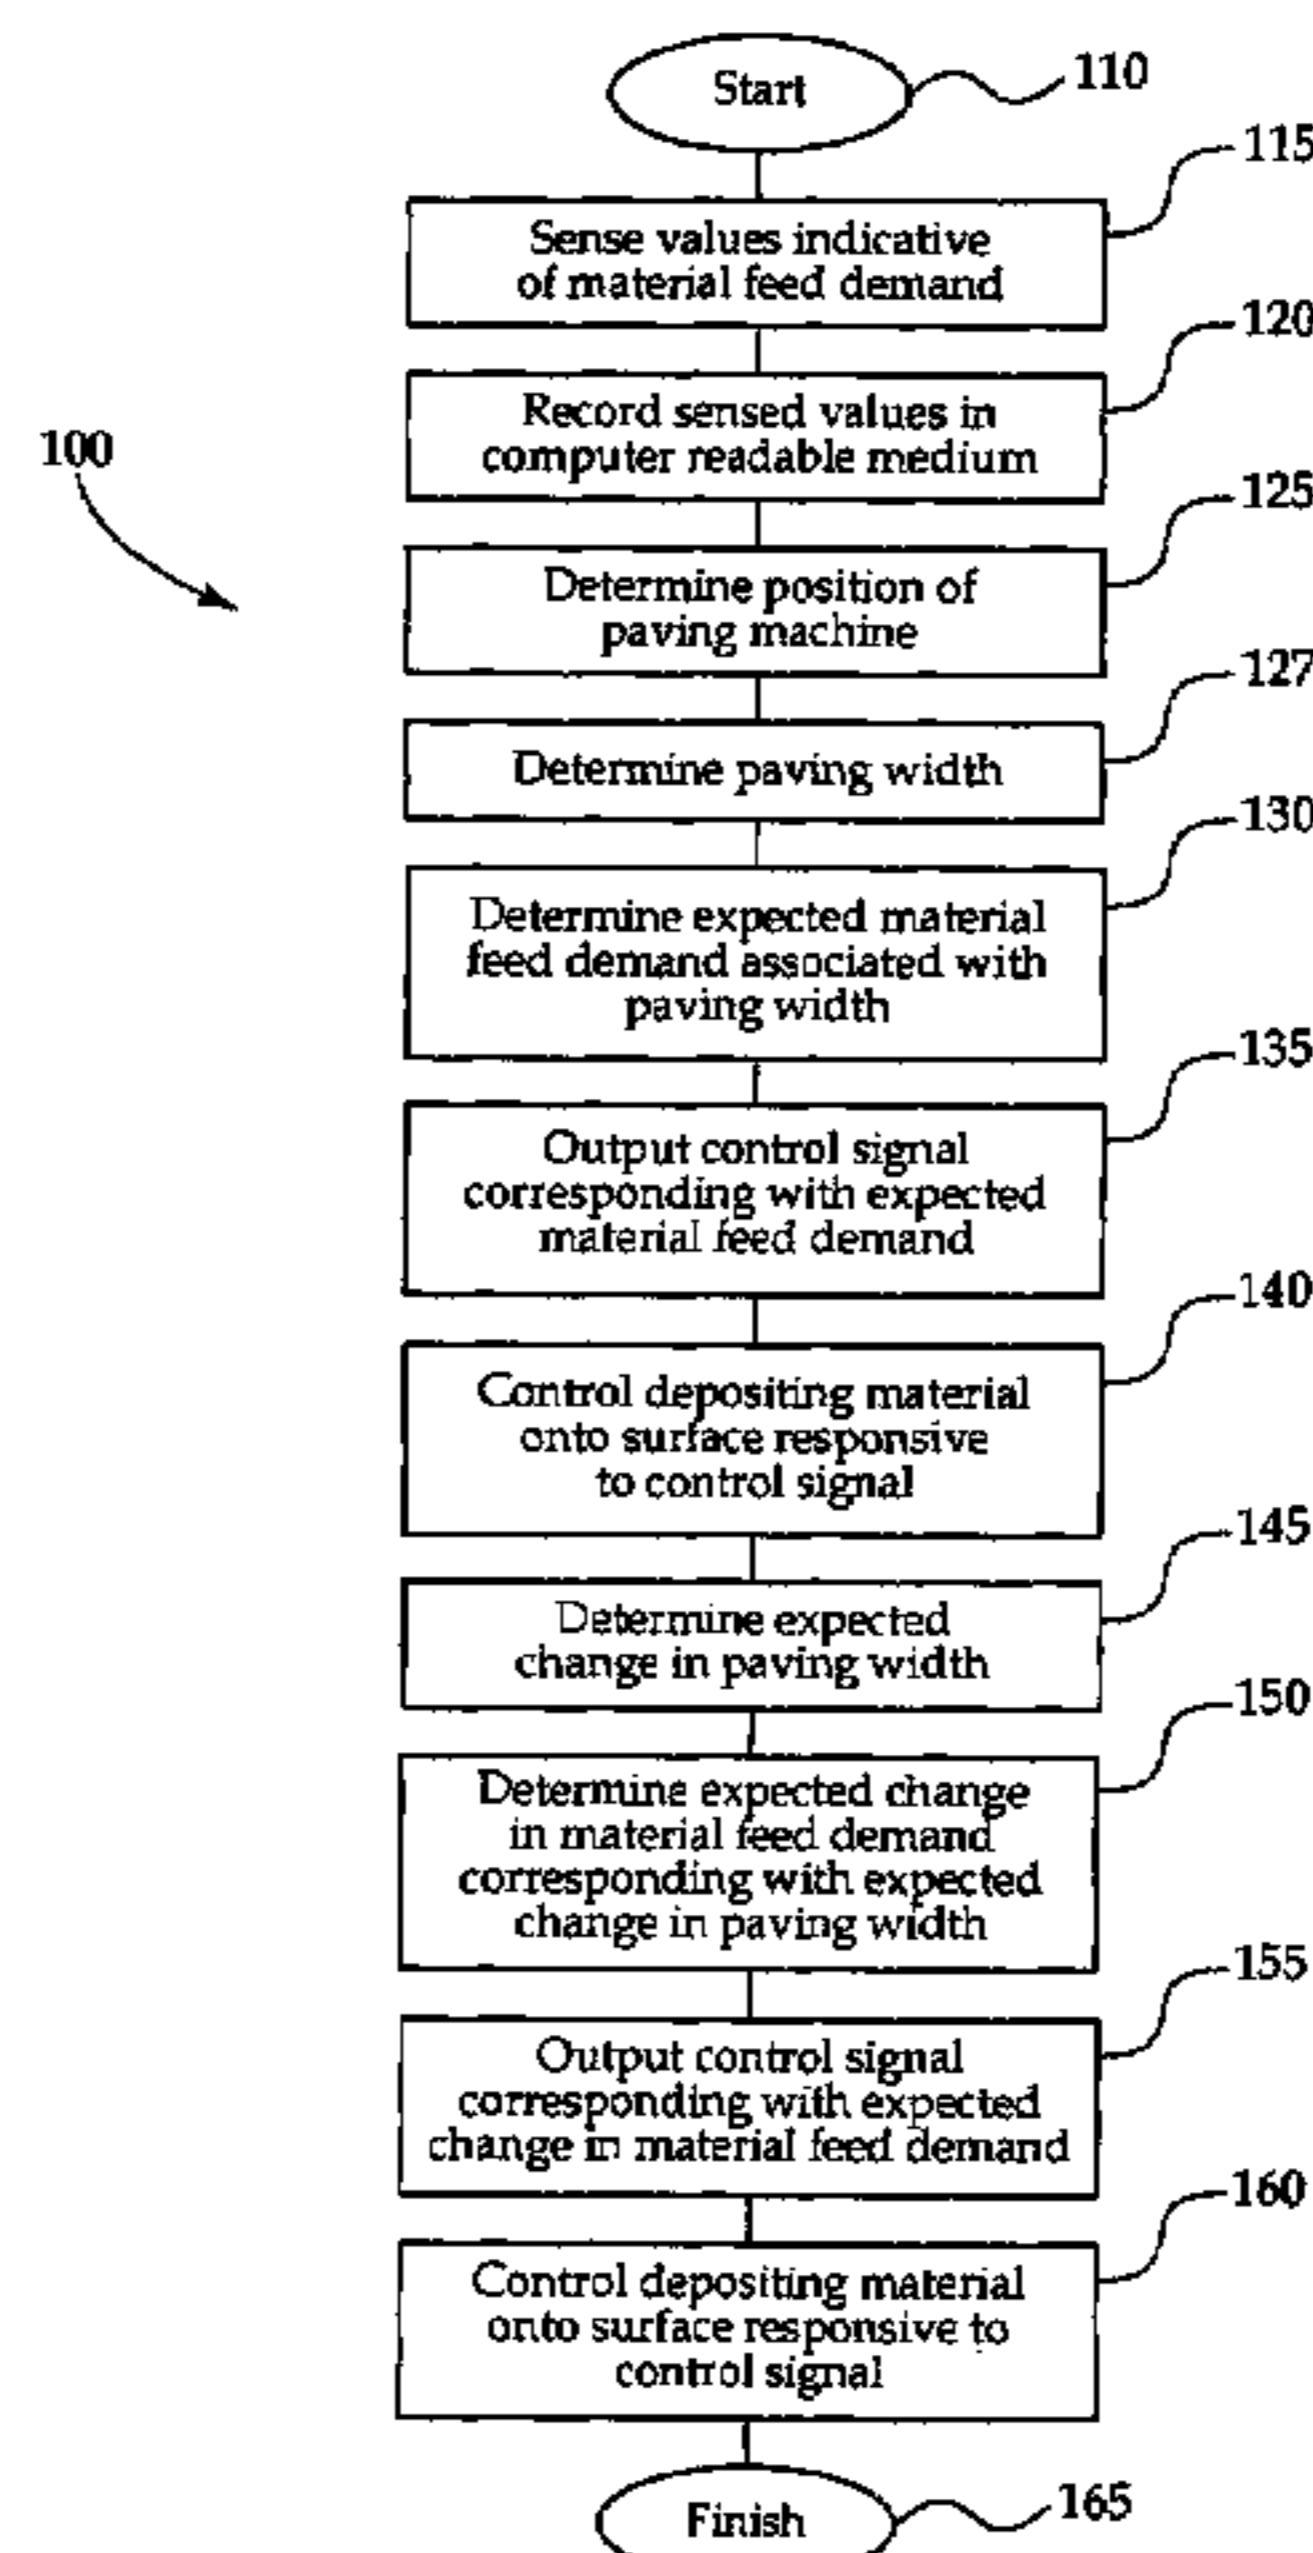 Start
110
115
Sense values indicative
of material feed demand
120
Record sensed values in
computer readable medium
100
125
Determine position of
paving machine
127
Determine paving width
130
Determine expected material
feed demand associated with
paving width
135
Output control signal
corresponding with expected
material feed demand
140
Control depositing material
onto surface responsive
to control signal
145
Determine expected
change in paving width
150
Determine expected change
in material feed demand
corresponding with expected
change in paving width
155
Output control signal
corresponding with expected
change in material feed demand
160
Control depositing material
onto surface responsive to
control signal
Finish
165